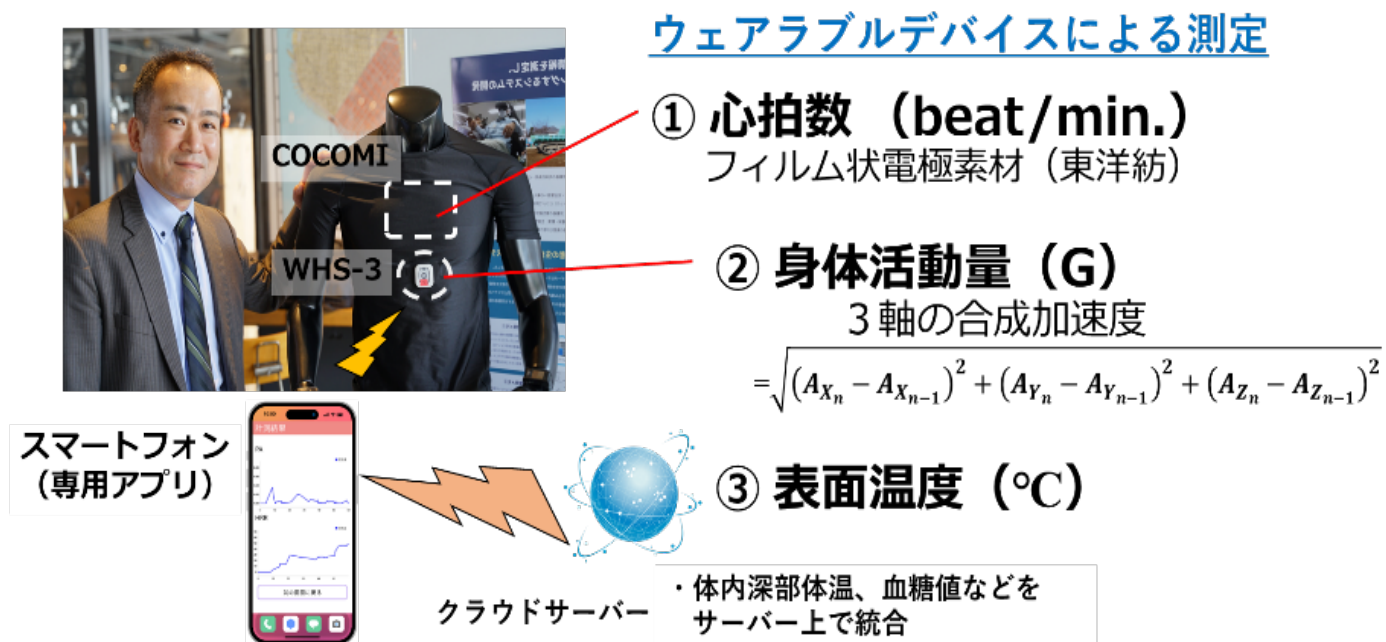 ウェアラブルデバイスによる測定
COCOMI
WHS-3
① 心拍数 （beat/min.）
フィルム状電極素材（東洋紡）
② 身体活動量（G）
３軸の合成加速度
=√(A_{X_n} − A_{X_{n−1}})² + (A_{Y_n} − A_{Y_{n−1}})² + (A_{Z_n} − A_{Z_{n−1}})²
③ 表面温度（℃）
スマートフォン
（専用アプリ）
計測結果
クラウドサーバー
・体内深部体温、血糖値などを
サーバー上で統合